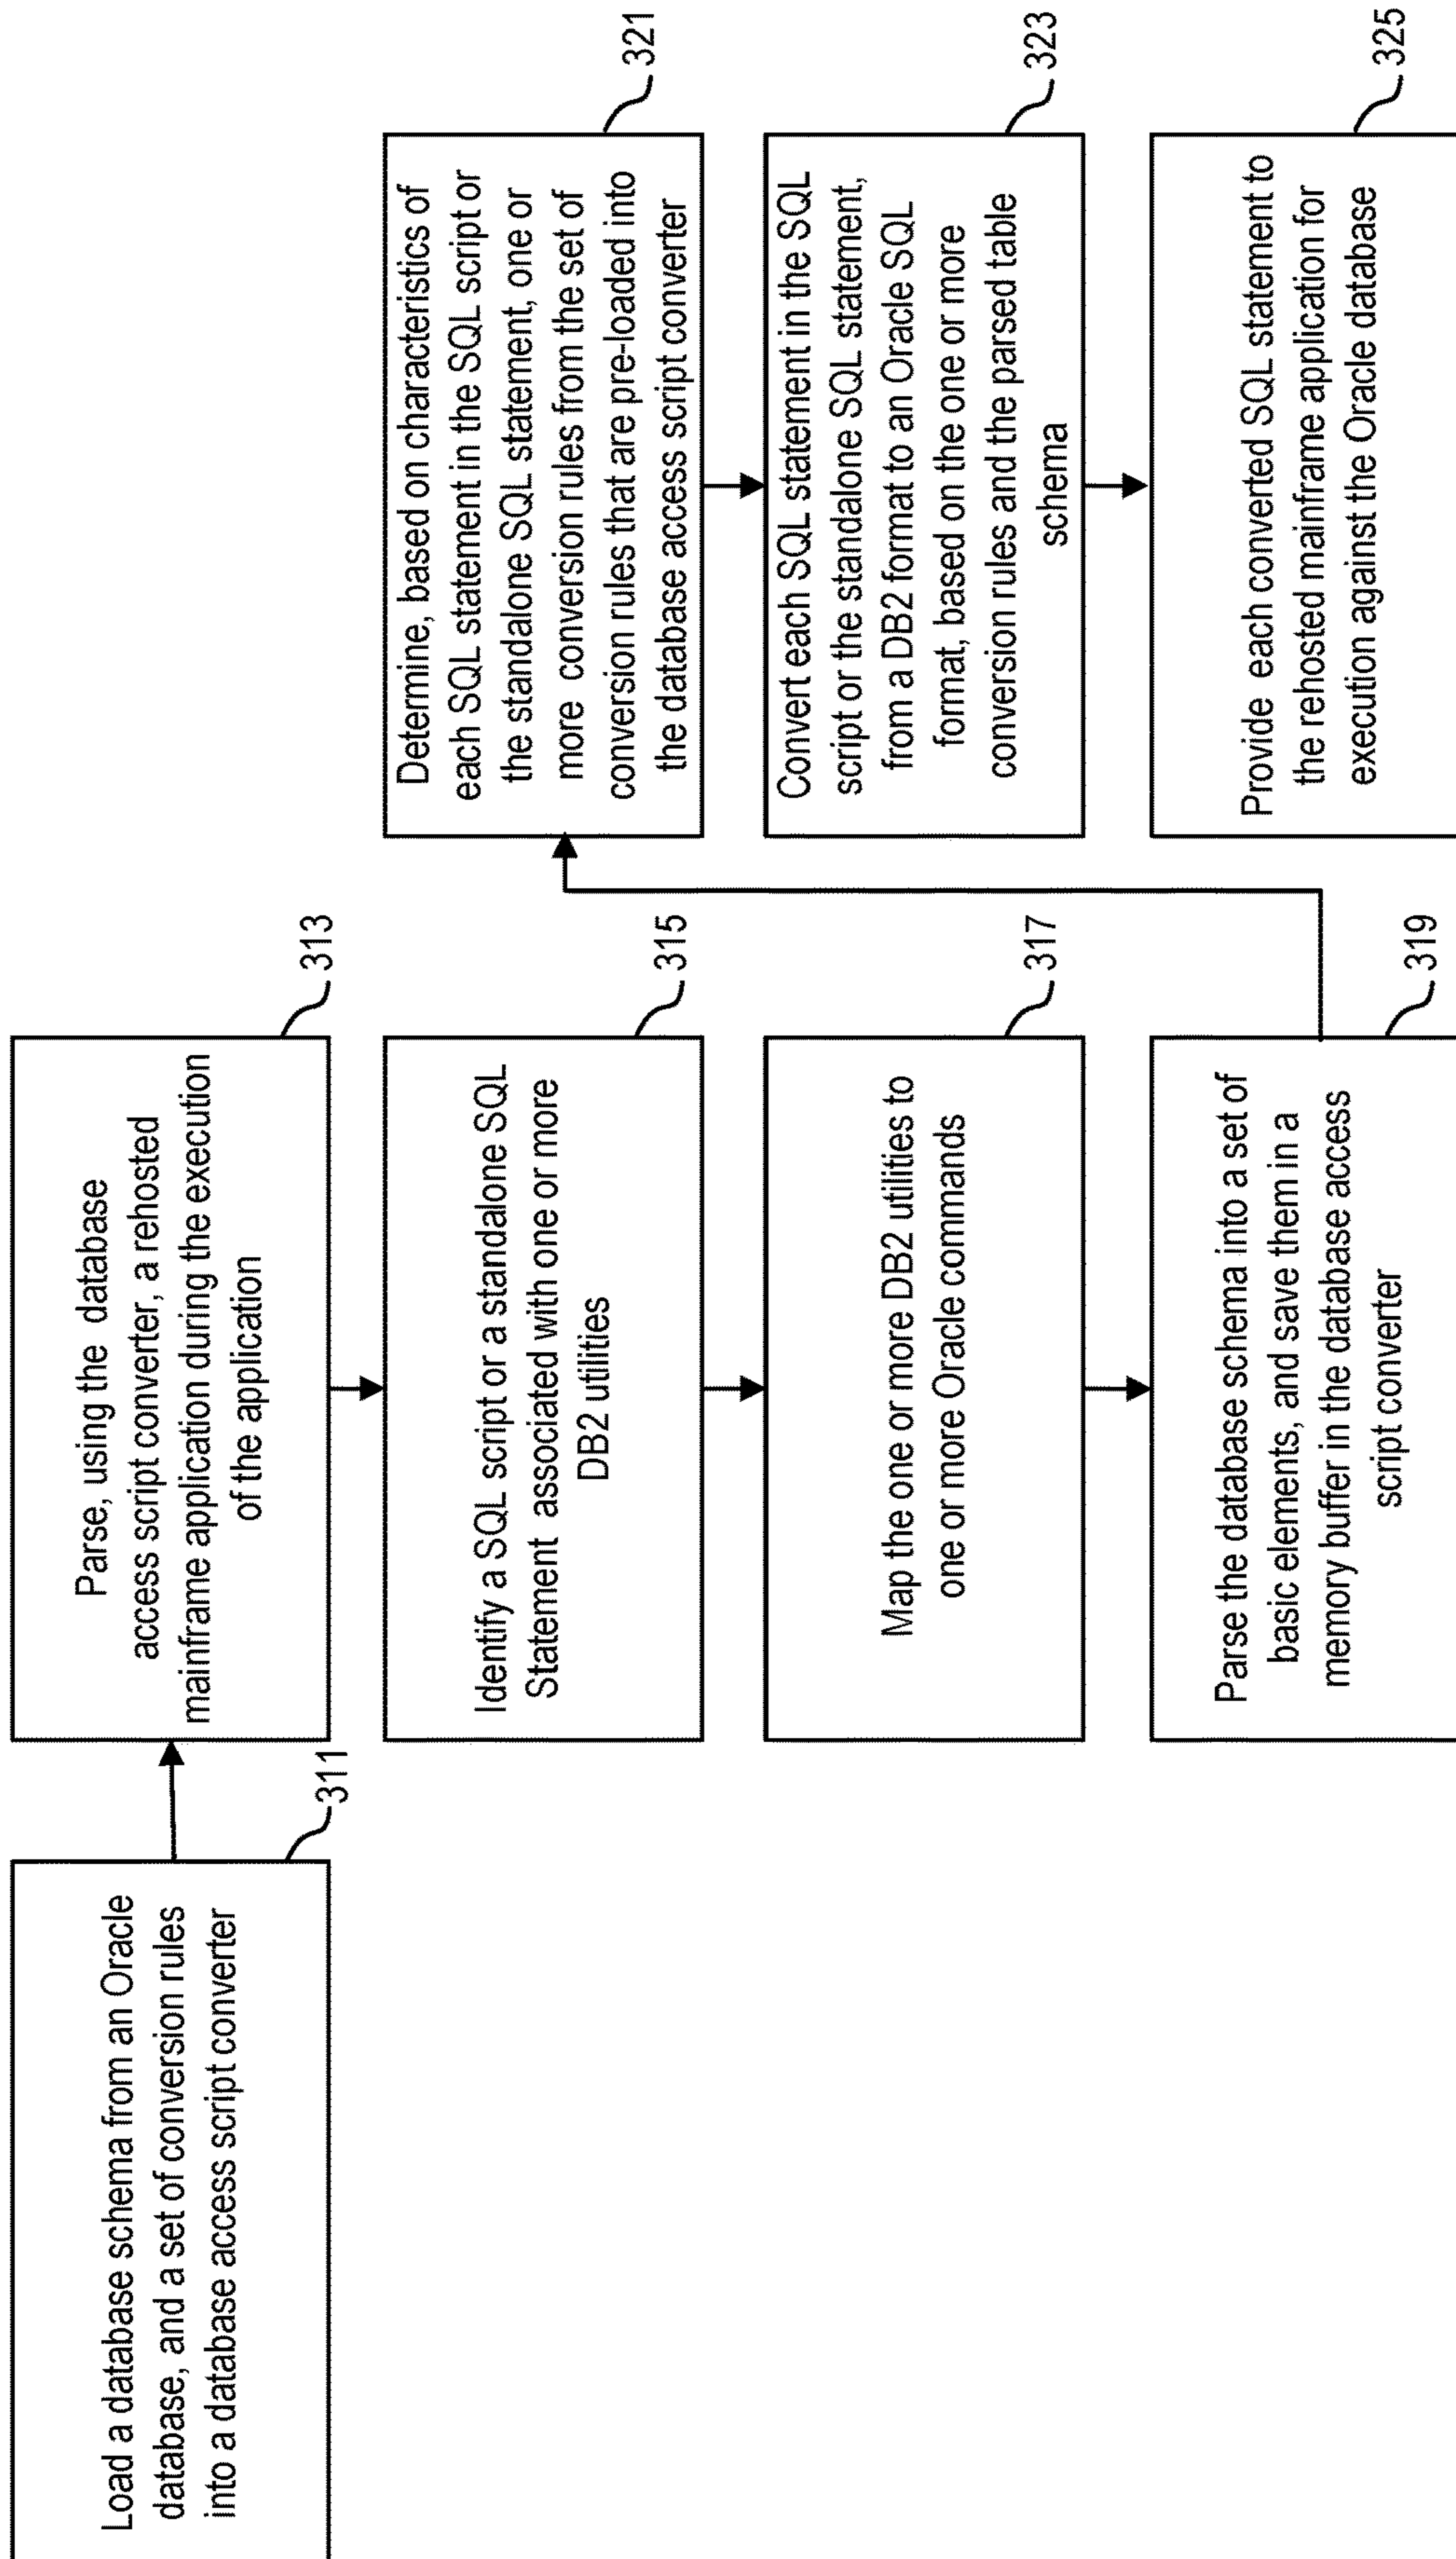 Load a database schema from an Oracle
database, and a set of conversion rules
into a database access script converter
311
Parse, using the database
access script converter, a rehosted
mainframe application during the execution
of the application
313
Identify a SQL script or a standalone SQL
Statement associated with one or more
DB2 utilities
315
Map the one or more DB2 utilities to
one or more Oracle commands
317
Parse the database schema into a set of
basic elements, and save them in a
memory buffer in the database access
script converter
319
Determine, based on characteristics of
each SQL statement in the SQL script or
the standalone SQL statement, one or
more conversion rules from the set of
conversion rules that are pre-loaded into
the database access script converter
321
Convert each SQL statement in the SQL
script or the standalone SQL statement,
from a DB2 format to an Oracle SQL
format, based on the one or more
conversion rules and the parsed table
schema
323
Provide each converted SQL statement to
the rehosted mainframe application for
execution against the Oracle database
325